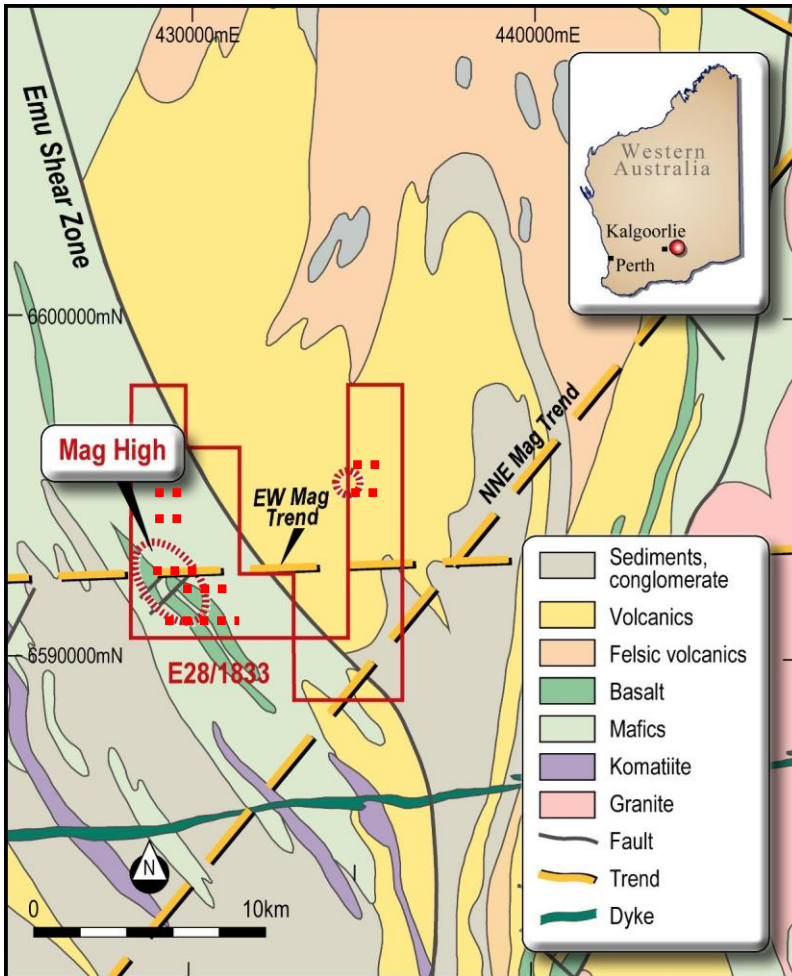 430000mE
440000mE
Emu Shear Zone
Western
Australia
Kalgoorlie
Perth
6600000mN
Mag High
EW Mag
Trend
NNE Mag Trend
6590000mN
E28/1833
Sediments,
conglomerate
Volcanics
Felsic volcanics
Basalt
Mafics
Komatiite
Granite
Fault
Trend
Dyke
N
0
10km